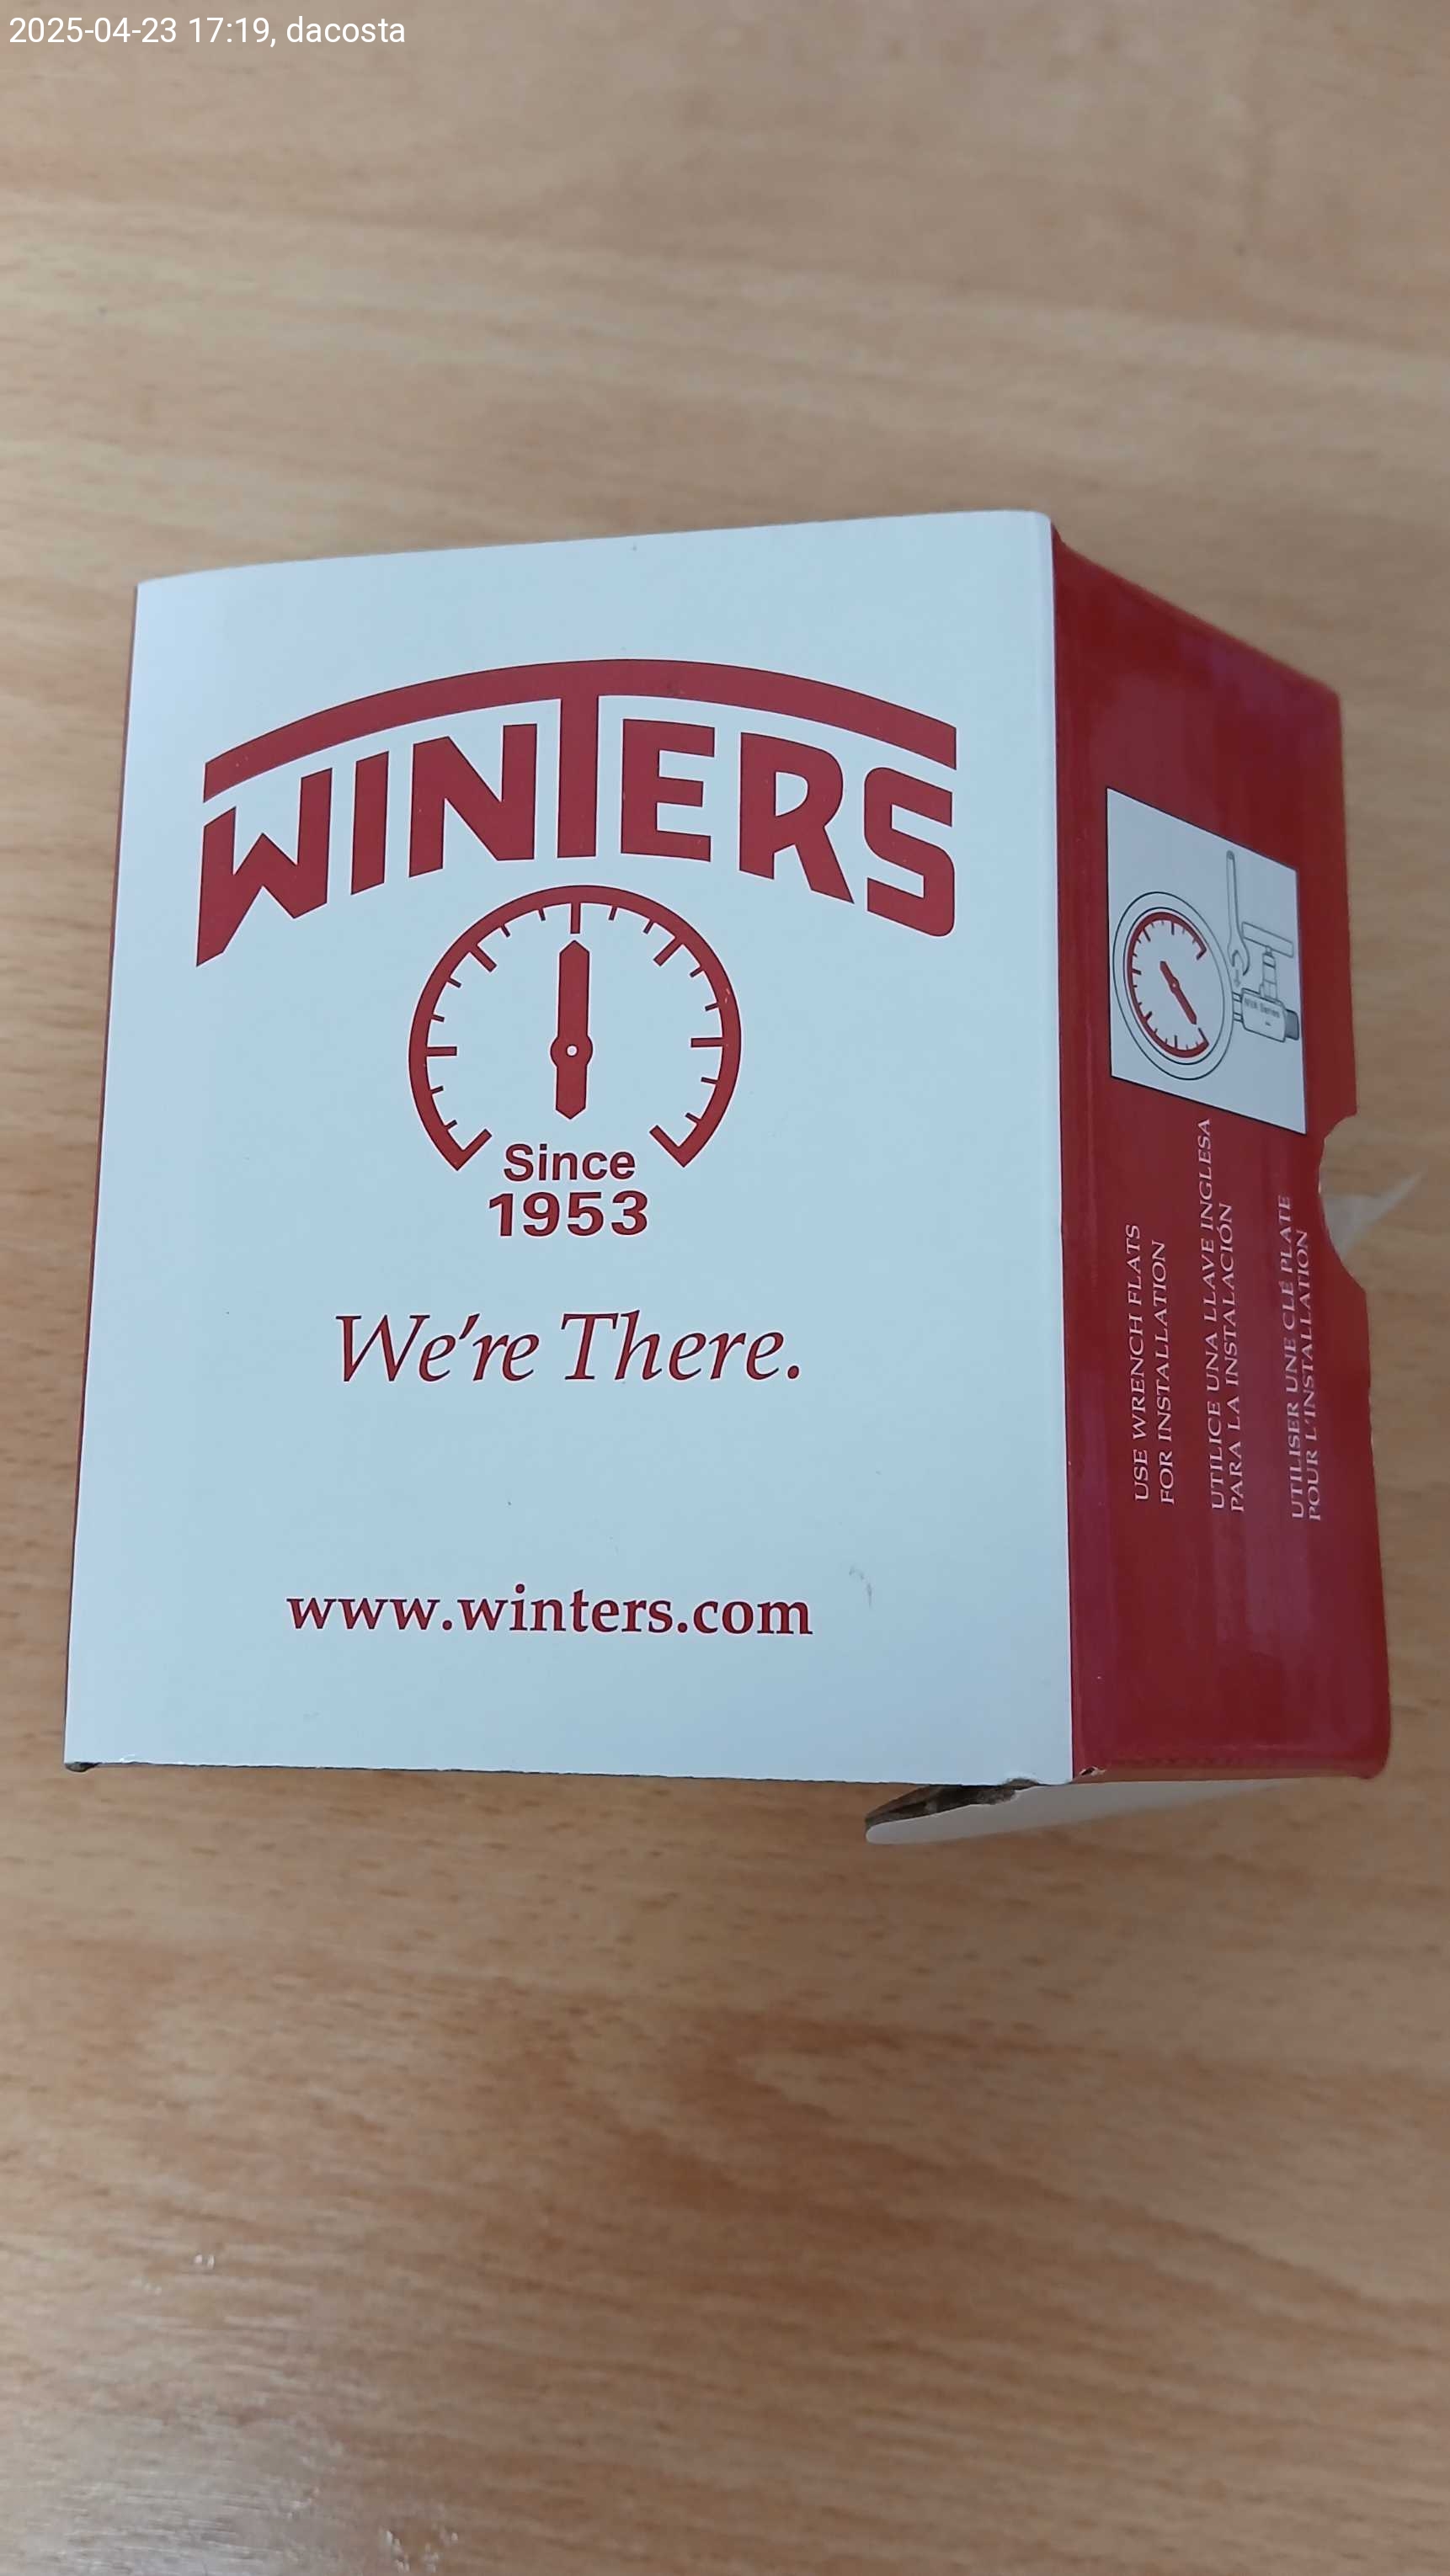 2025-04-23 17:19, dacosta
WINTERS
Since
1953
We're There.
www.winters.com
USE WRENCH FLATS
FOR INSTALLATION
UTILICE UNA LLAVE INGLESA
PARA LA INSTALACIÓN
UTILISER UNE CLÉ PLATE
POUR L'INSTALLATION